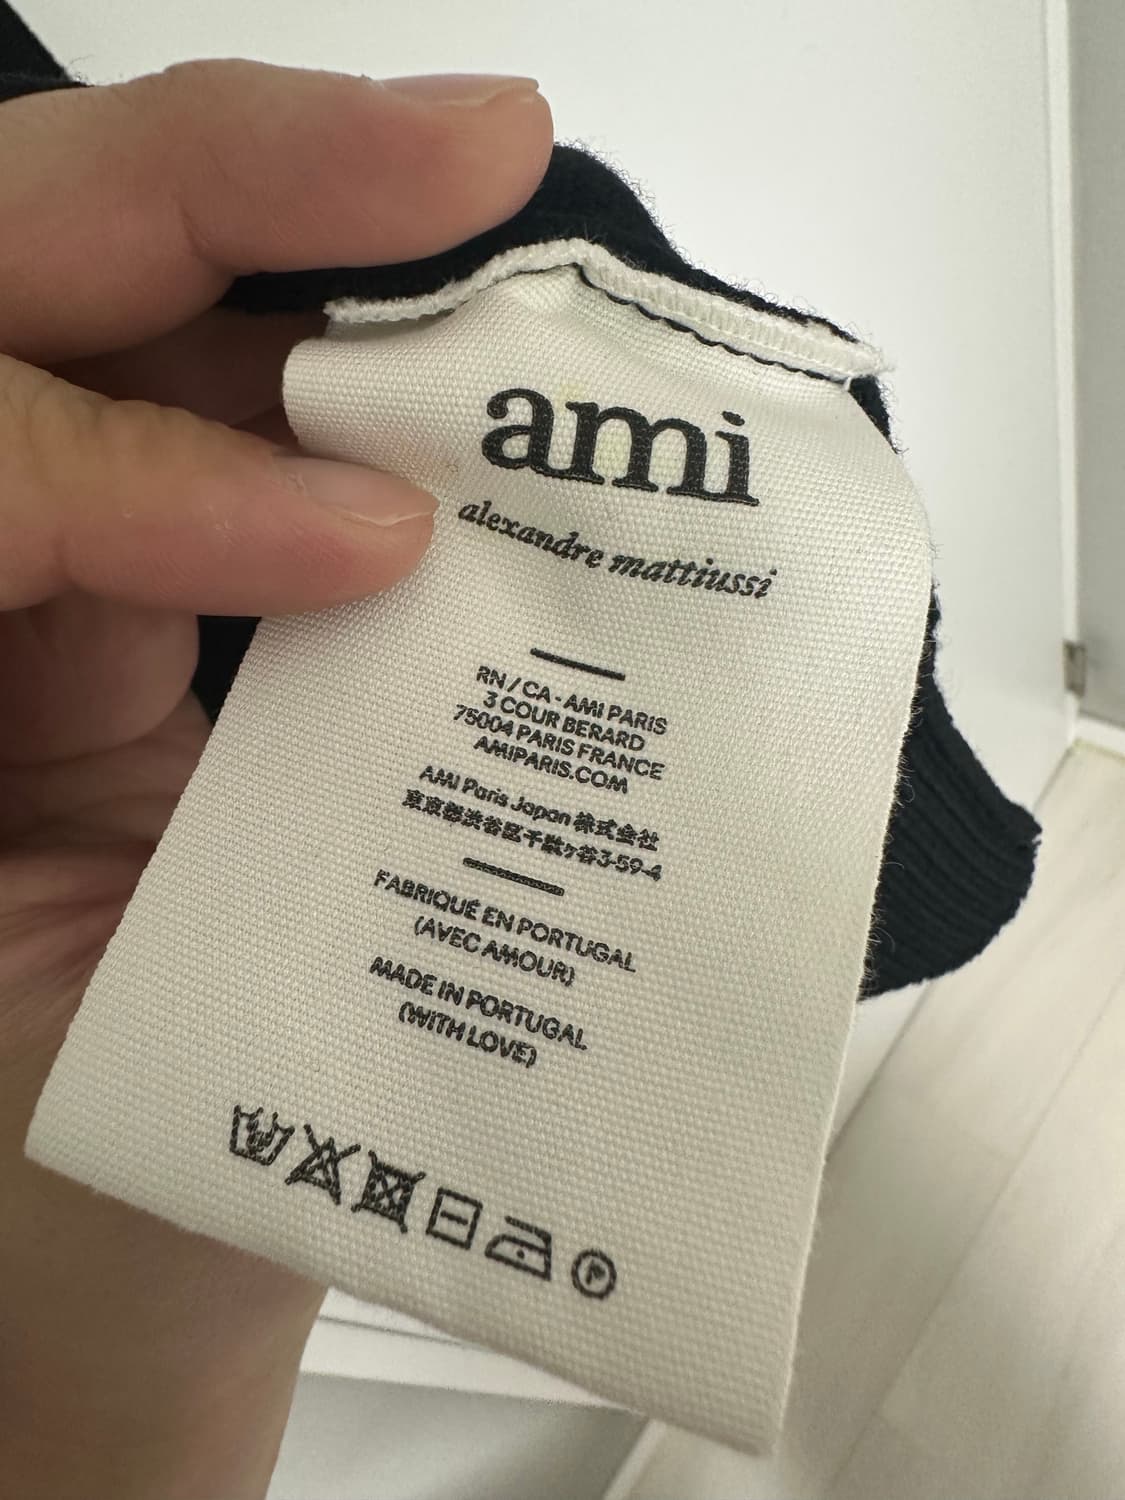 ami
alexandre mattiussi
RN / CA - AMI PARIS
3 COUR BERARD
75004 PARIS FRANCE
AMIPARIS.COM
AMI Paris Japan 株式会社
東京都渋谷区千駄ヶ谷3-59-4
FABRIQUÉ EN PORTUGAL
(AVEC AMOUR)
MADE IN PORTUGAL
(WITH LOVE)
P